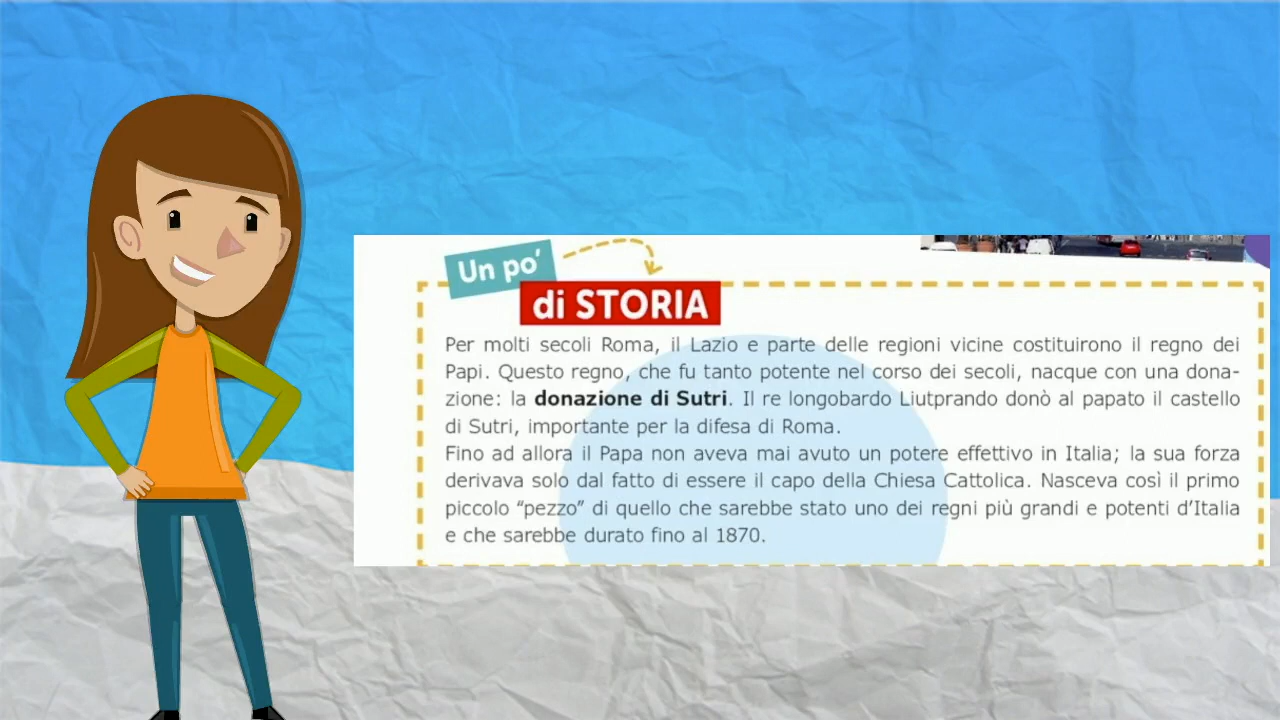 Un po'
di STORIA
Per molti secoli Roma, il Lazio e parte delle regioni vicine costituirono il regno dei
Papi. Questo regno, che fu tanto potente nel corso dei secoli, nacque con una dona-
zione: la donazione di Sutri. Il re longobardo Liutprando donò al papato il castello
di Sutri, importante per la difesa di Roma.
Fino ad allora il Papa non aveva mai avuto un potere effettivo in Italia; la sua forza
derivava solo dal fatto di essere il capo della Chiesa Cattolica. Nasceva così il primo
piccolo “pezzo” di quello che sarebbe stato uno dei regni più grandi e potenti d’Italia
e che sarebbe durato fino al 1870.